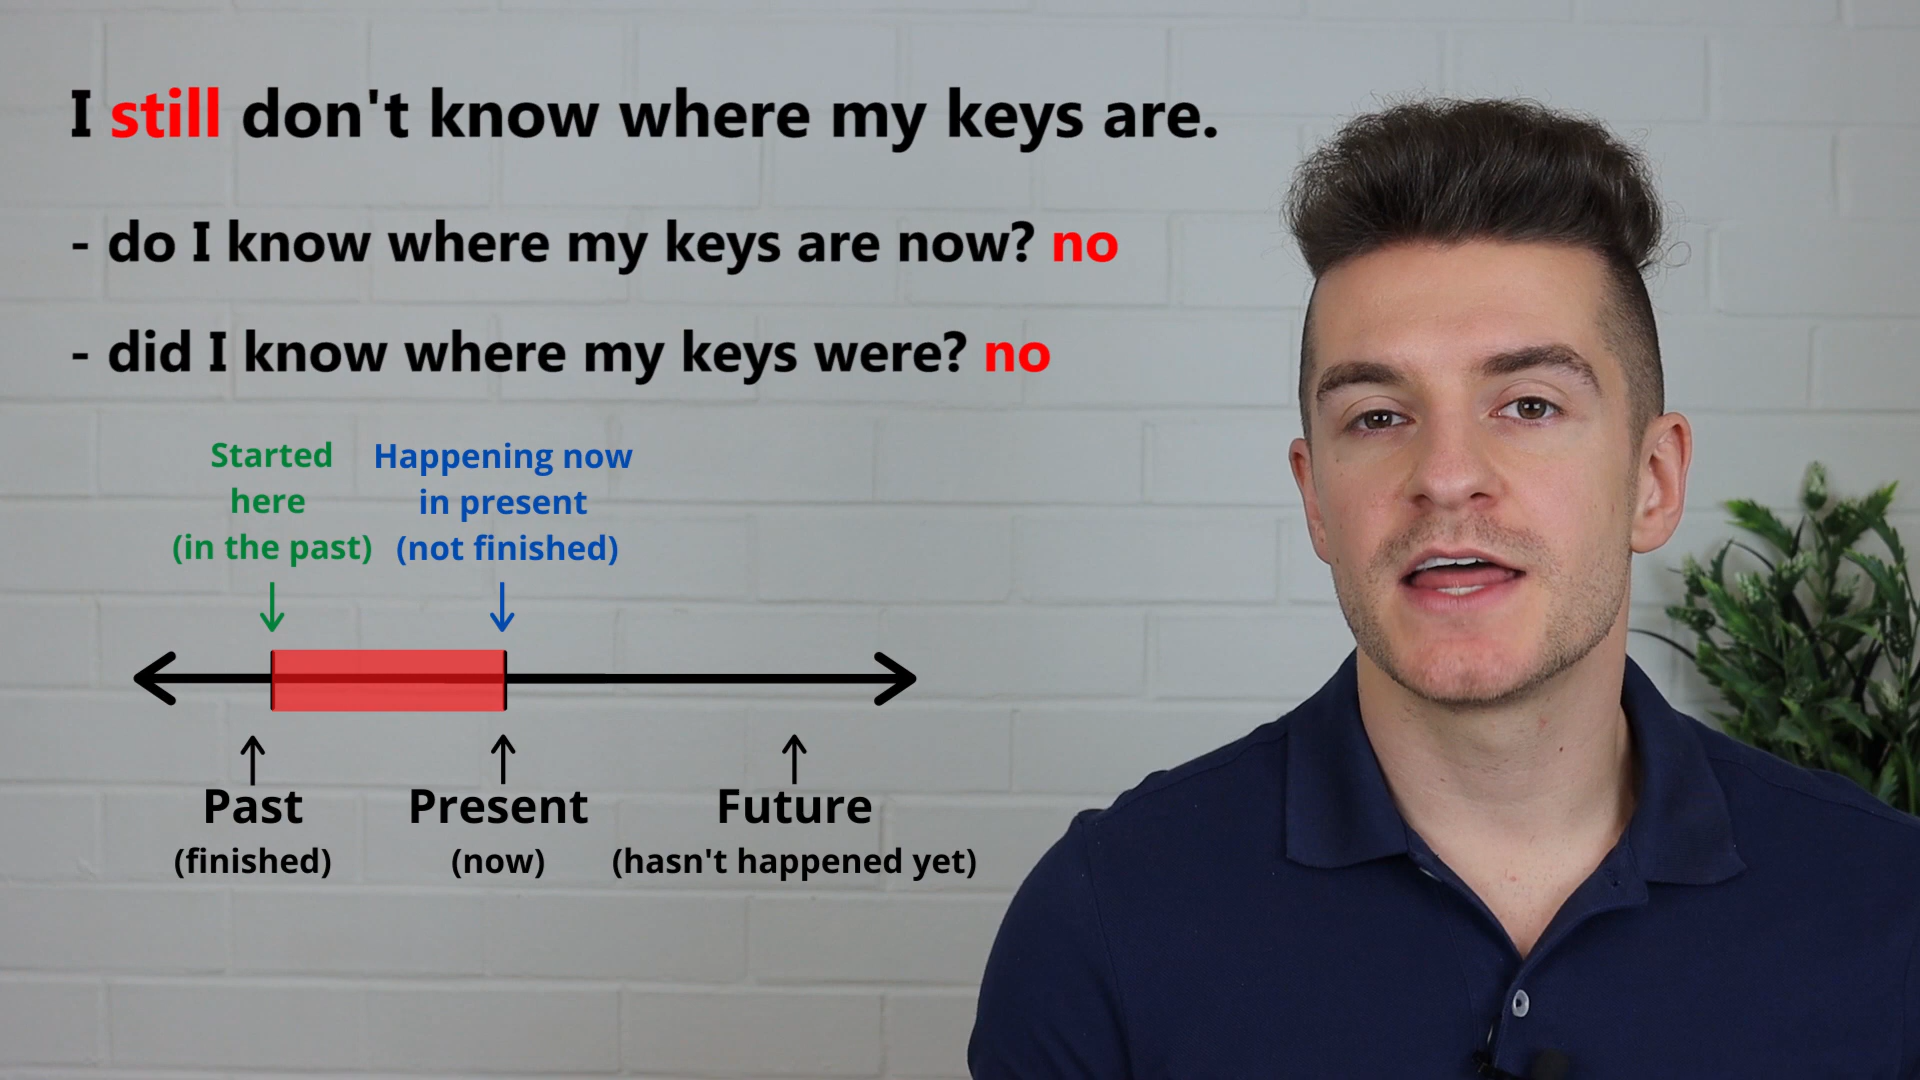 I still don't know where my keys are.
- do I know where my keys are now? no
- did I know where my keys were? no
Started
here
(in the past)
Happening now
in present
(not finished)
Past
(finished)
Present
(now)
Future
(hasn't happened yet)